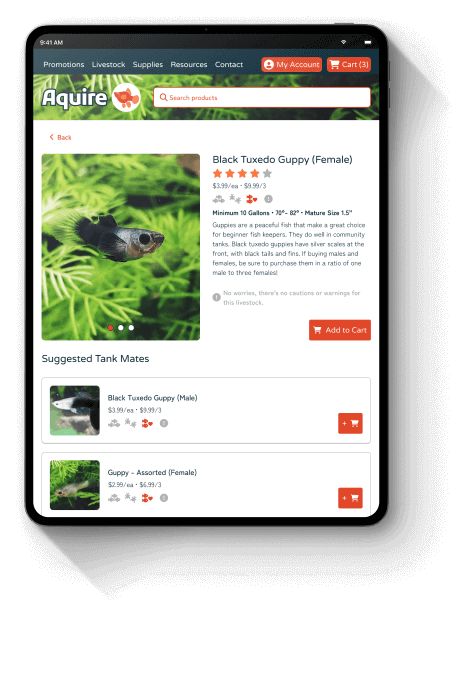 9:41 AM
Promotions Livestock Supplies Resources Contact My Account Cart (3)
Aquire Search products
Back
Black Tuxedo Guppy (Female)
$3.99/ea • $9.99/3
Minimum 10 Gallons • 70°- 82° • Mature Size 1.5"
Guppies are a peaceful fish that make a great choice
for beginner fish keepers. They do well in community
tanks. Black tuxedo guppies have silver scales at the
front, with black tails and fins. If buying males and
females, be sure to purchase them in a ratio of one
male to three females!
No worries, there's no cautions or warnings for
this livestock.
Add to Cart
Suggested Tank Mates
Black Tuxedo Guppy (Male)
$3.99/ea • $9.99/3
+
Guppy - Assorted (Female)
$2.99/ea • $6.99/3
+